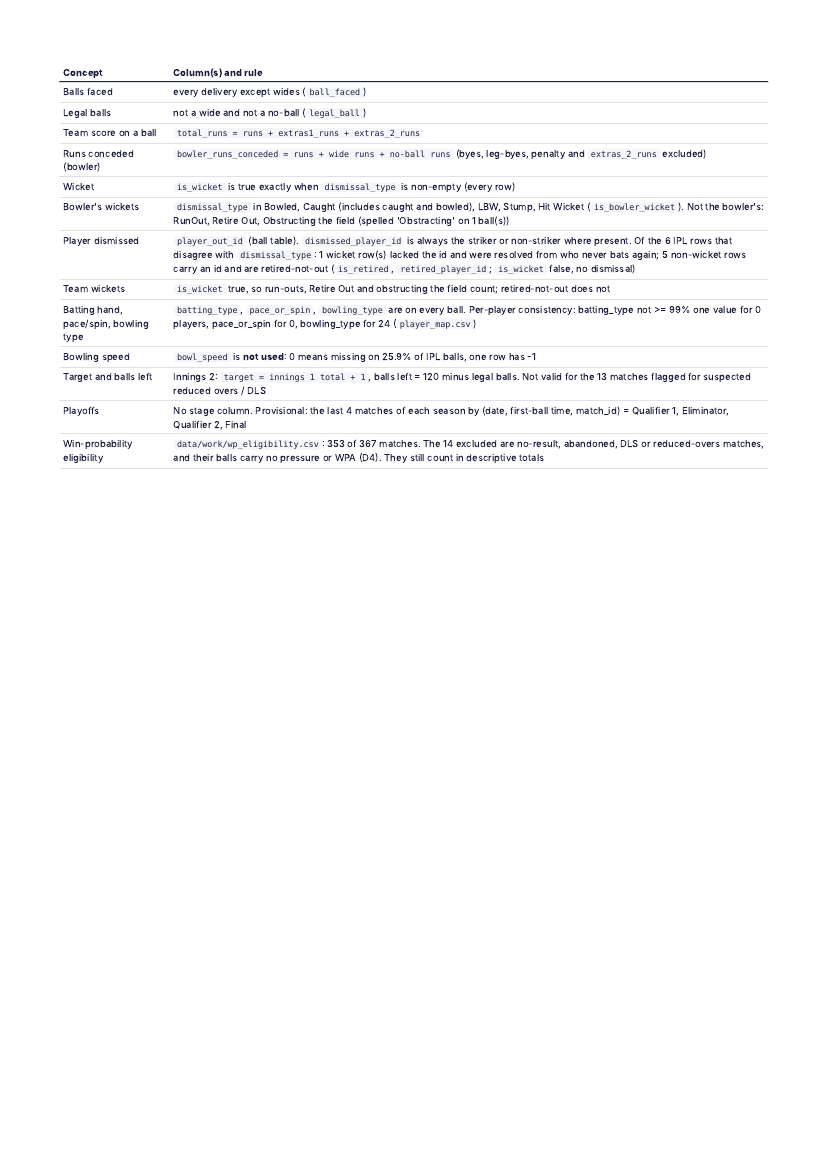 Concept Column(s) and rule
Balls faced every delivery except wides ( ball_faced )
Legal balls not a wide and not a no-ball ( legal_ball )
Team score on a ball total_runs = runs + extras1_runs + extras_2_runs
Runs conceded bowler_runs_conceded = runs + wide runs + no-ball runs (byes, leg-byes, penalty and extras_2_runs excluded)
(bowler)
Wicket is_wicket is true exactly when dismissal_type is non-empty (every row)
Bowler's wickets dismissal_type in Bowled, Caught (includes caught and bowled), LBW, Stump, Hit Wicket ( is_bowler_wicket ). Not the bowler's:
RunOut, Retire Out, Obstructing the field (spelled 'Obstracting' on 1 ball(s))
Player dismissed player_out_id (ball table). dismissed_player_id is always the striker or non-striker where present. Of the 6 IPL rows that
disagree with dismissal_type : 1 wicket row(s) lacked the id and were resolved from who never bats again; 5 non-wicket rows
carry an id and are retired-not-out ( is_retired , retired_player_id ; is_wicket false, no dismissal)
Team wickets is_wicket true, so run-outs, Retire Out and obstructing the field count; retired-not-out does not
Batting hand, batting_type , pace_or_spin , bowling_type are on every ball. Per-player consistency: batting_type not >= 99% one value for 0
pace/spin, bowling players, pace_or_spin for 0, bowling_type for 24 ( player_map.csv )
type
Bowling speed bowl_speed is not used: 0 means missing on 25.9% of IPL balls, one row has -1
Target and balls left Innings 2: target = innings 1 total + 1 , balls left = 120 minus legal balls. Not valid for the 13 matches flagged for suspected
reduced overs / DLS
Playoffs No stage column. Provisional: the last 4 matches of each season by (date, first-ball time, match_id) = Qualifier 1, Eliminator,
Qualifier 2, Final
Win-probability data/work/wp_eligibility.csv : 353 of 367 matches. The 14 excluded are no-result, abandoned, DLS or reduced-overs matches,
eligibility and their balls carry no pressure or WPA (D4). They still count in descriptive totals